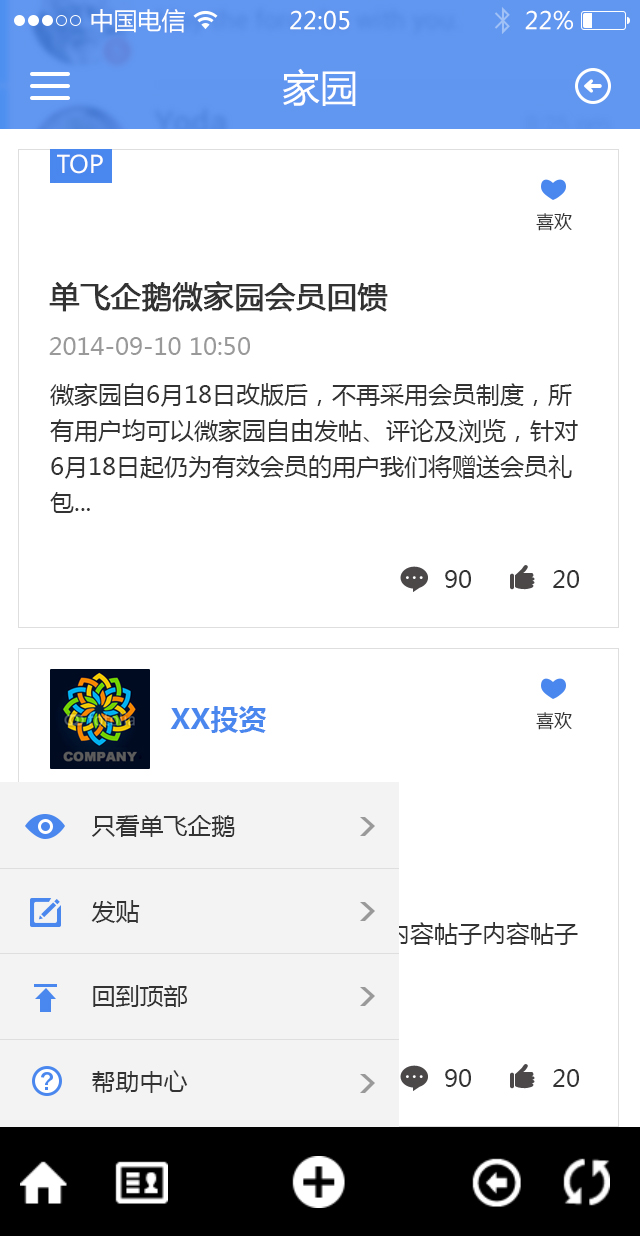 中国电信 22:05 22%
家园
TOP
喜欢
单飞企鹅微家园会员回馈
2014-09-10 10:50
微家园自6月18日改版后，不再采用会员制度，所
有用户均可以微家园自由发帖、评论及浏览，针对
6月18日起仍为有效会员的用户我们将赠送会员礼
包...
90 20
COMPANY
XX投资
喜欢
只看单飞企鹅
发贴
内容帖子内容帖子
回到顶部
帮助中心
90 20